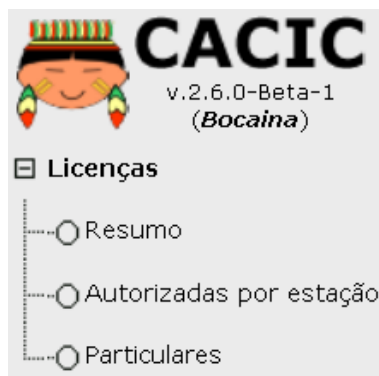 CACIC
v.2.6.0-Beta-1
(Bocaina)
Licenças
Resumo
Autorizadas por estação
Particulares